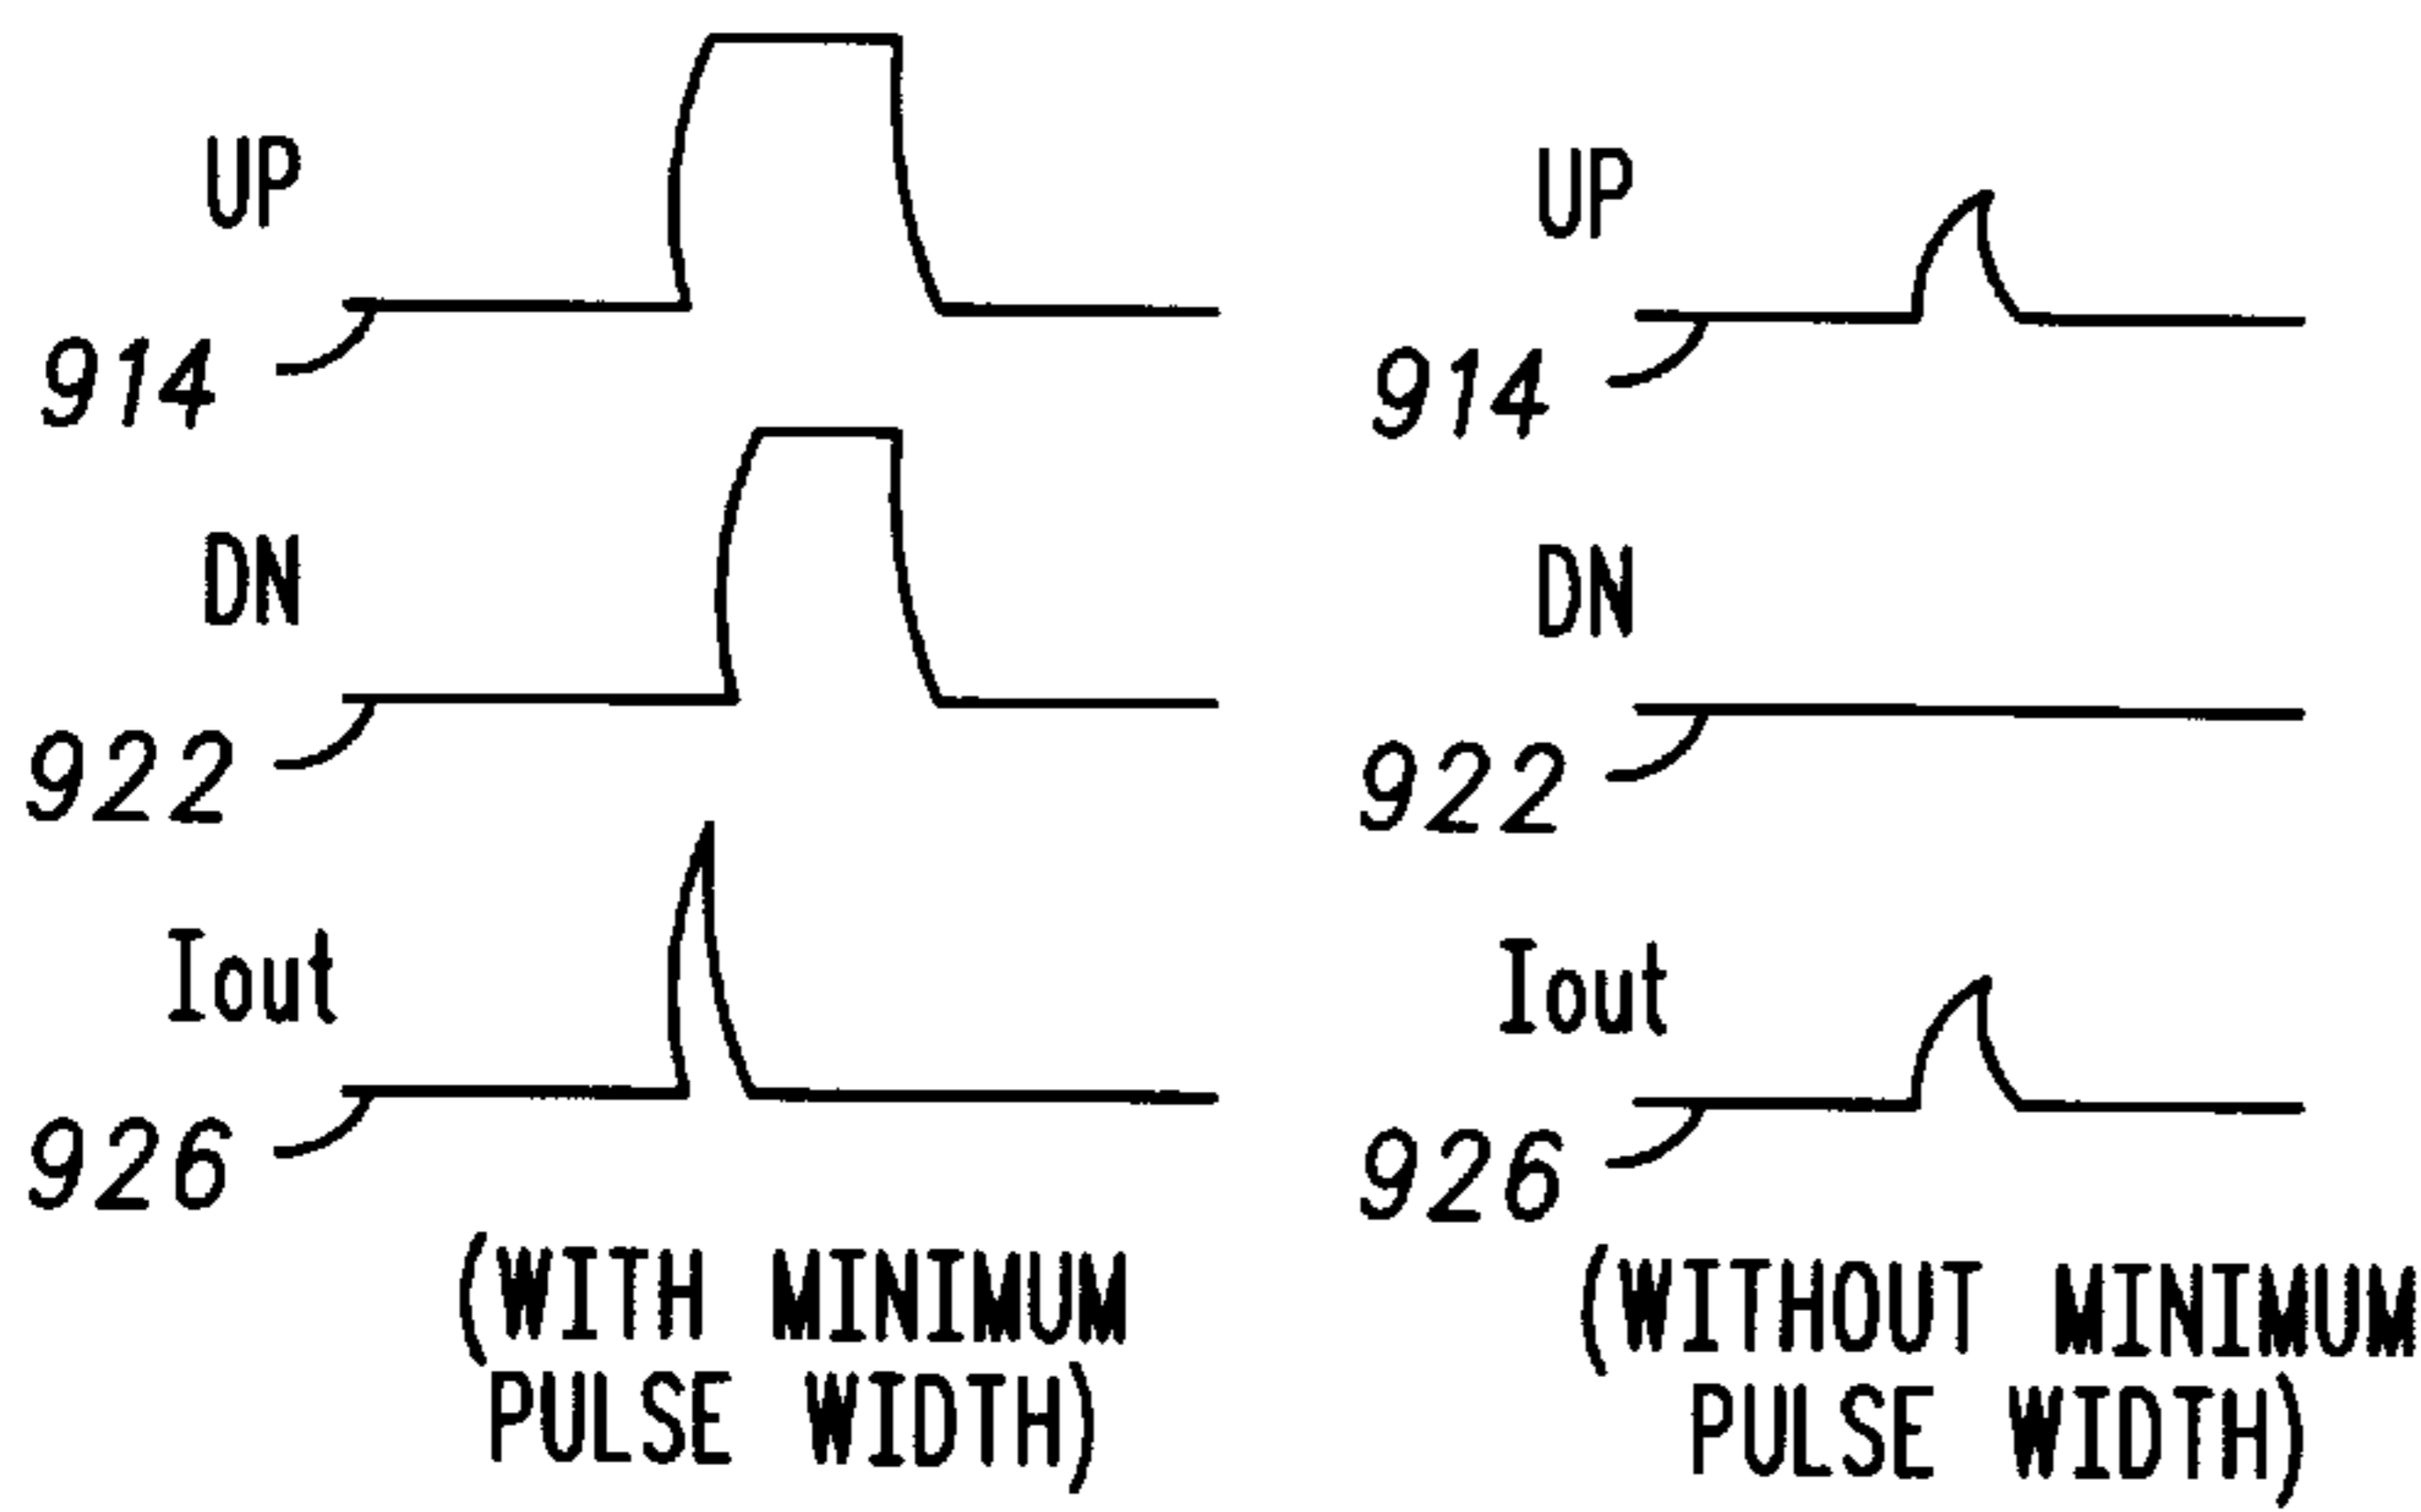 UP
914
DN
922
Iout
926
(WITH MINIMUM
PULSE WIDTH)
UP
914
DN
922
Iout
926
(WITHOUT MINIMUM
PULSE WIDTH)